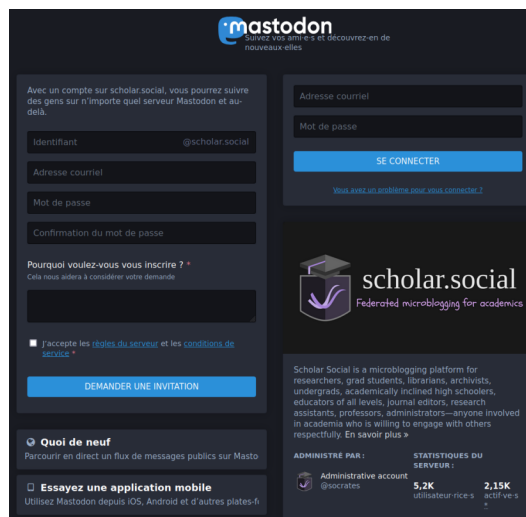 mastodon
Suivez vos ami·e·s et découvrez-en de
nouveaux·elles
Avec un compte sur scholar.social, vous pourrez suivre
des gens sur n'importe quel serveur Mastodon et au-
delà.
Identifiant @scholar.social
Adresse courriel
Mot de passe
Confirmation du mot de passe
Pourquoi voulez-vous vous inscrire ? *
Cela nous aidera à considérer votre demande
J'accepte les règles du serveur et les conditions de
service *
DEMANDER UNE INVITATION
Quoi de neuf
Parcourir en direct un flux de messages publics sur Masto
Essayez une application mobile
Utilisez Mastodon depuis iOS, Android et d'autres plates-f
Adresse courriel
Mot de passe
SE CONNECTER
Vous avez un problème pour vous connecter ?
scholar.social
Federated microblogging for academics
Scholar Social is a microblogging platform for
researchers, grad students, librarians, archivists,
undergrads, academically inclined high schoolers,
educators of all levels, journal editors, research
assistants, professors, administrators—anyone involved
in academia who is willing to engage with others
respectfully. En savoir plus »
ADMINISTRÉ PAR :
Administrative account
@socrates
STATISTIQUES DU
SERVEUR :
5,2K 2,15K
utilisateur·rice·s actif·ve·s
*